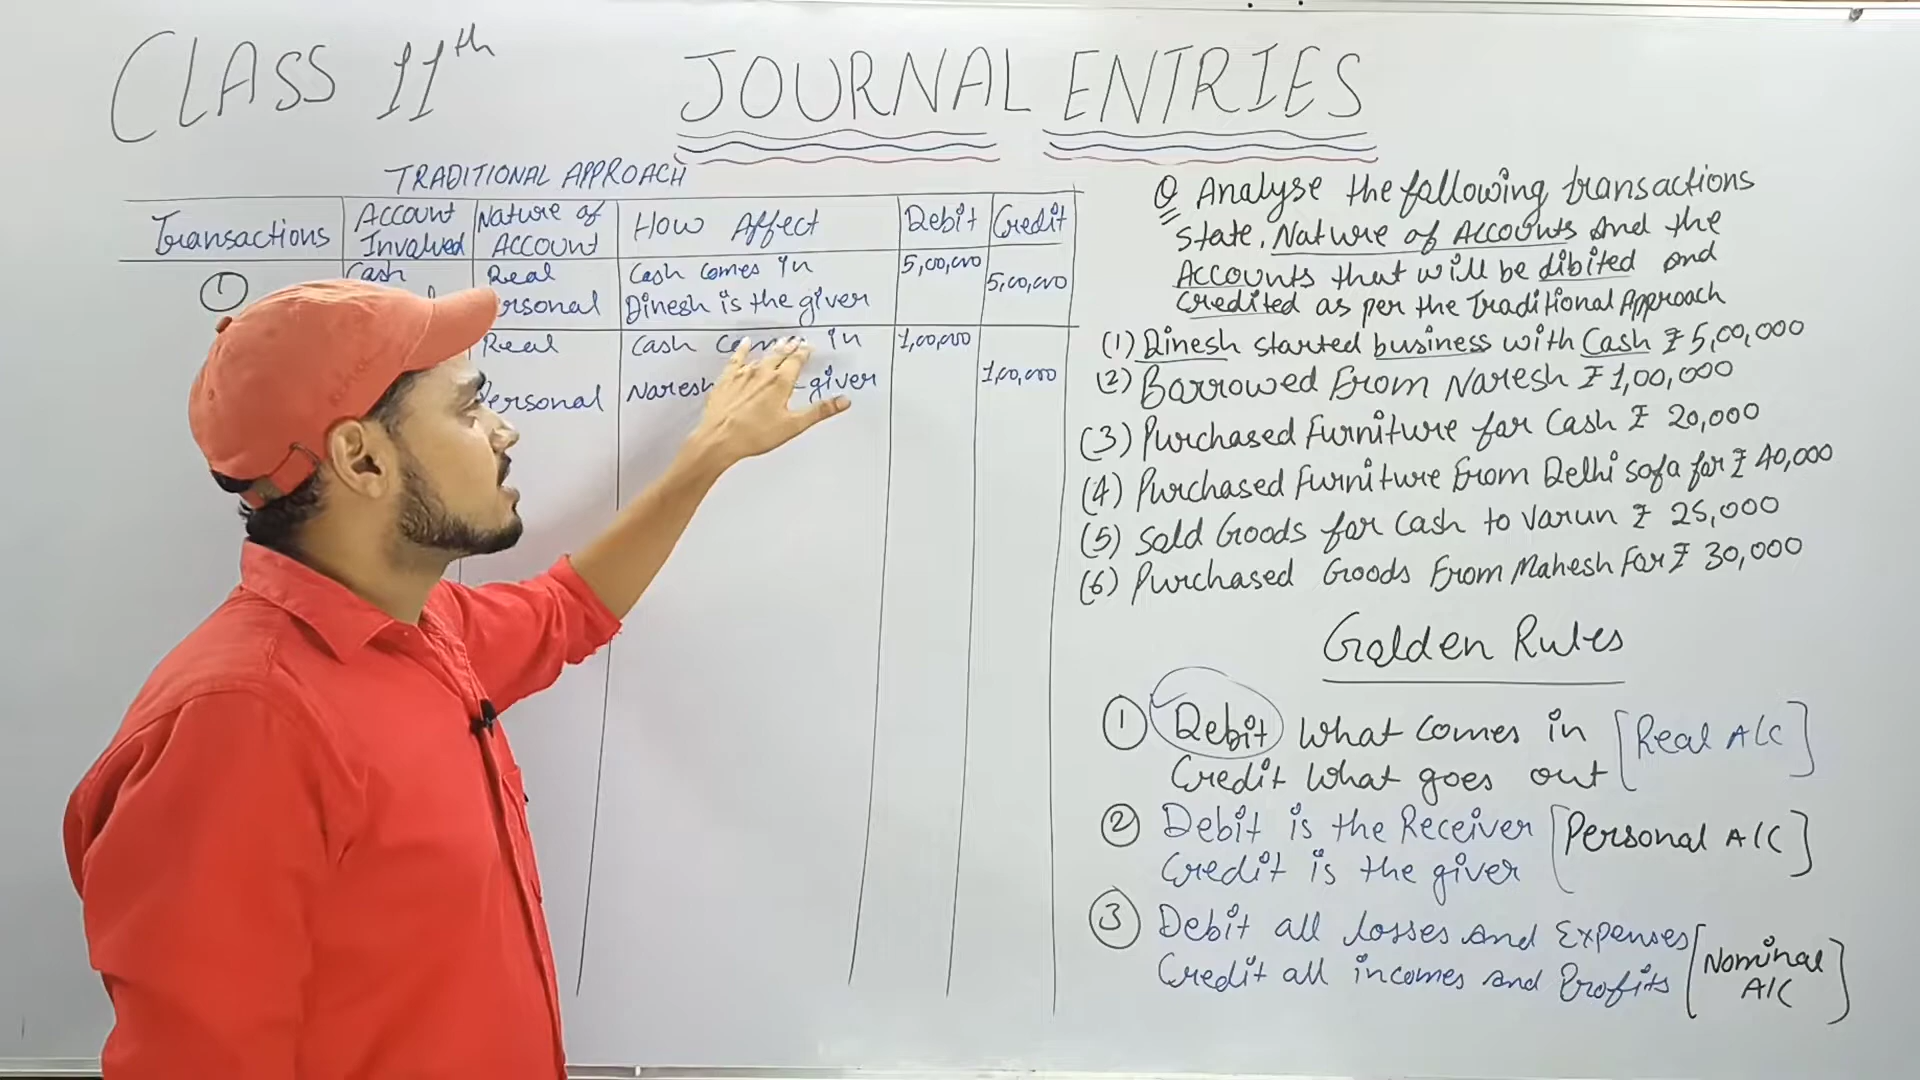 CLASS 11th
JOURNAL ENTRIES
TRADITIONAL APPROACH
Transactions Account Involved Nature of Account How Affect Debit Credit
① Cash Real Cash comes in 5,00,000
Dinesh is the giver 5,00,000
Real Cash comes in 1,00,000
Personal Naresh giver 1,00,000
Q Analyse the following transactions
State, Nature of Accounts and the
Accounts that will be dibited and
Credited as per the Traditional Approach
(1) Dinesh started business with Cash ₹ 5,00,000
(2) Barrowed From Naresh ₹ 1,00,000
(3) Purchased Furniture for Cash ₹ 20,000
(4) Purchased Furniture From Delhi Sofa for ₹ 40,000
(5) Sold Goods for Cash to Varun ₹ 25,000
(6) Purchased Goods From Mahesh For ₹ 30,000
Golden Rules
① Debit What Comes in [Real A/C]
Credit What goes out
② Debit is the Receiver [Personal A/C]
Credit is the giver
③ Debit all losses and Expenses [Nominal A/C]
Credit all incomes and Profits